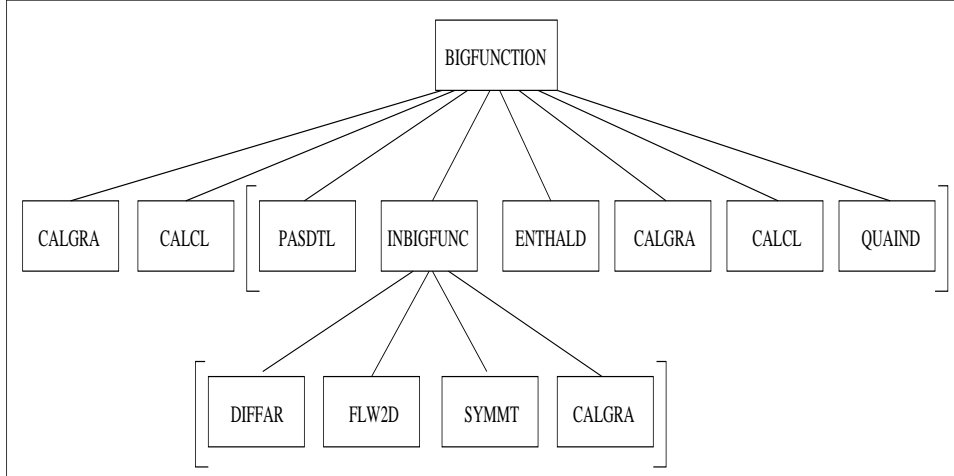 BIGFUNCTION
CALGRA CALCL PASDTL INBIGFUNC ENTHALD CALGRA CALCL QUAIND
DIFFAR FLW2D SYMMT CALGRA